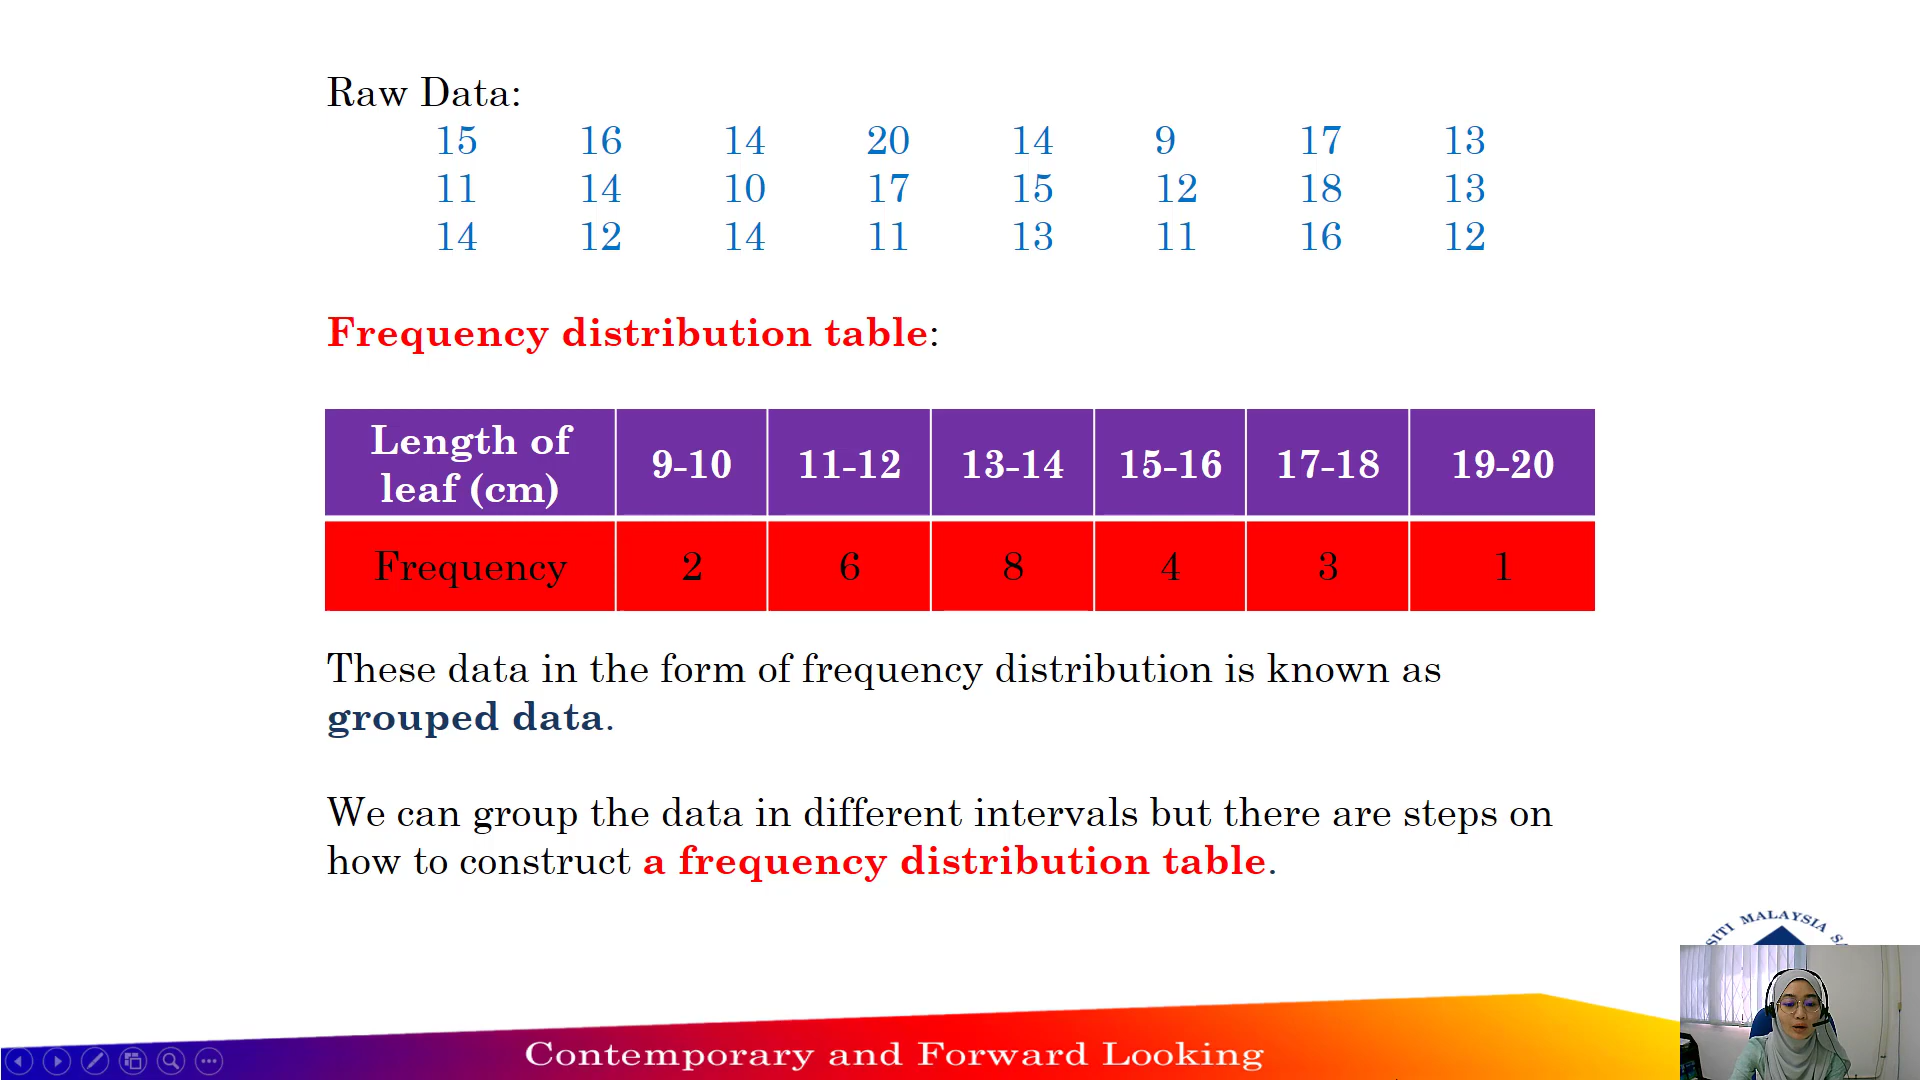 Raw Data:
15 16 14 20 14 9 17 13
11 14 10 17 15 12 18 13
14 12 14 11 13 11 16 12
Frequency distribution table:
Length of leaf (cm) 9-10 11-12 13-14 15-16 17-18 19-20
Frequency 2 6 8 4 3 1
These data in the form of frequency distribution is known as
grouped data.
We can group the data in different intervals but there are steps on
how to construct a frequency distribution table.
MALAYSIA
Contemporary and Forward Looking